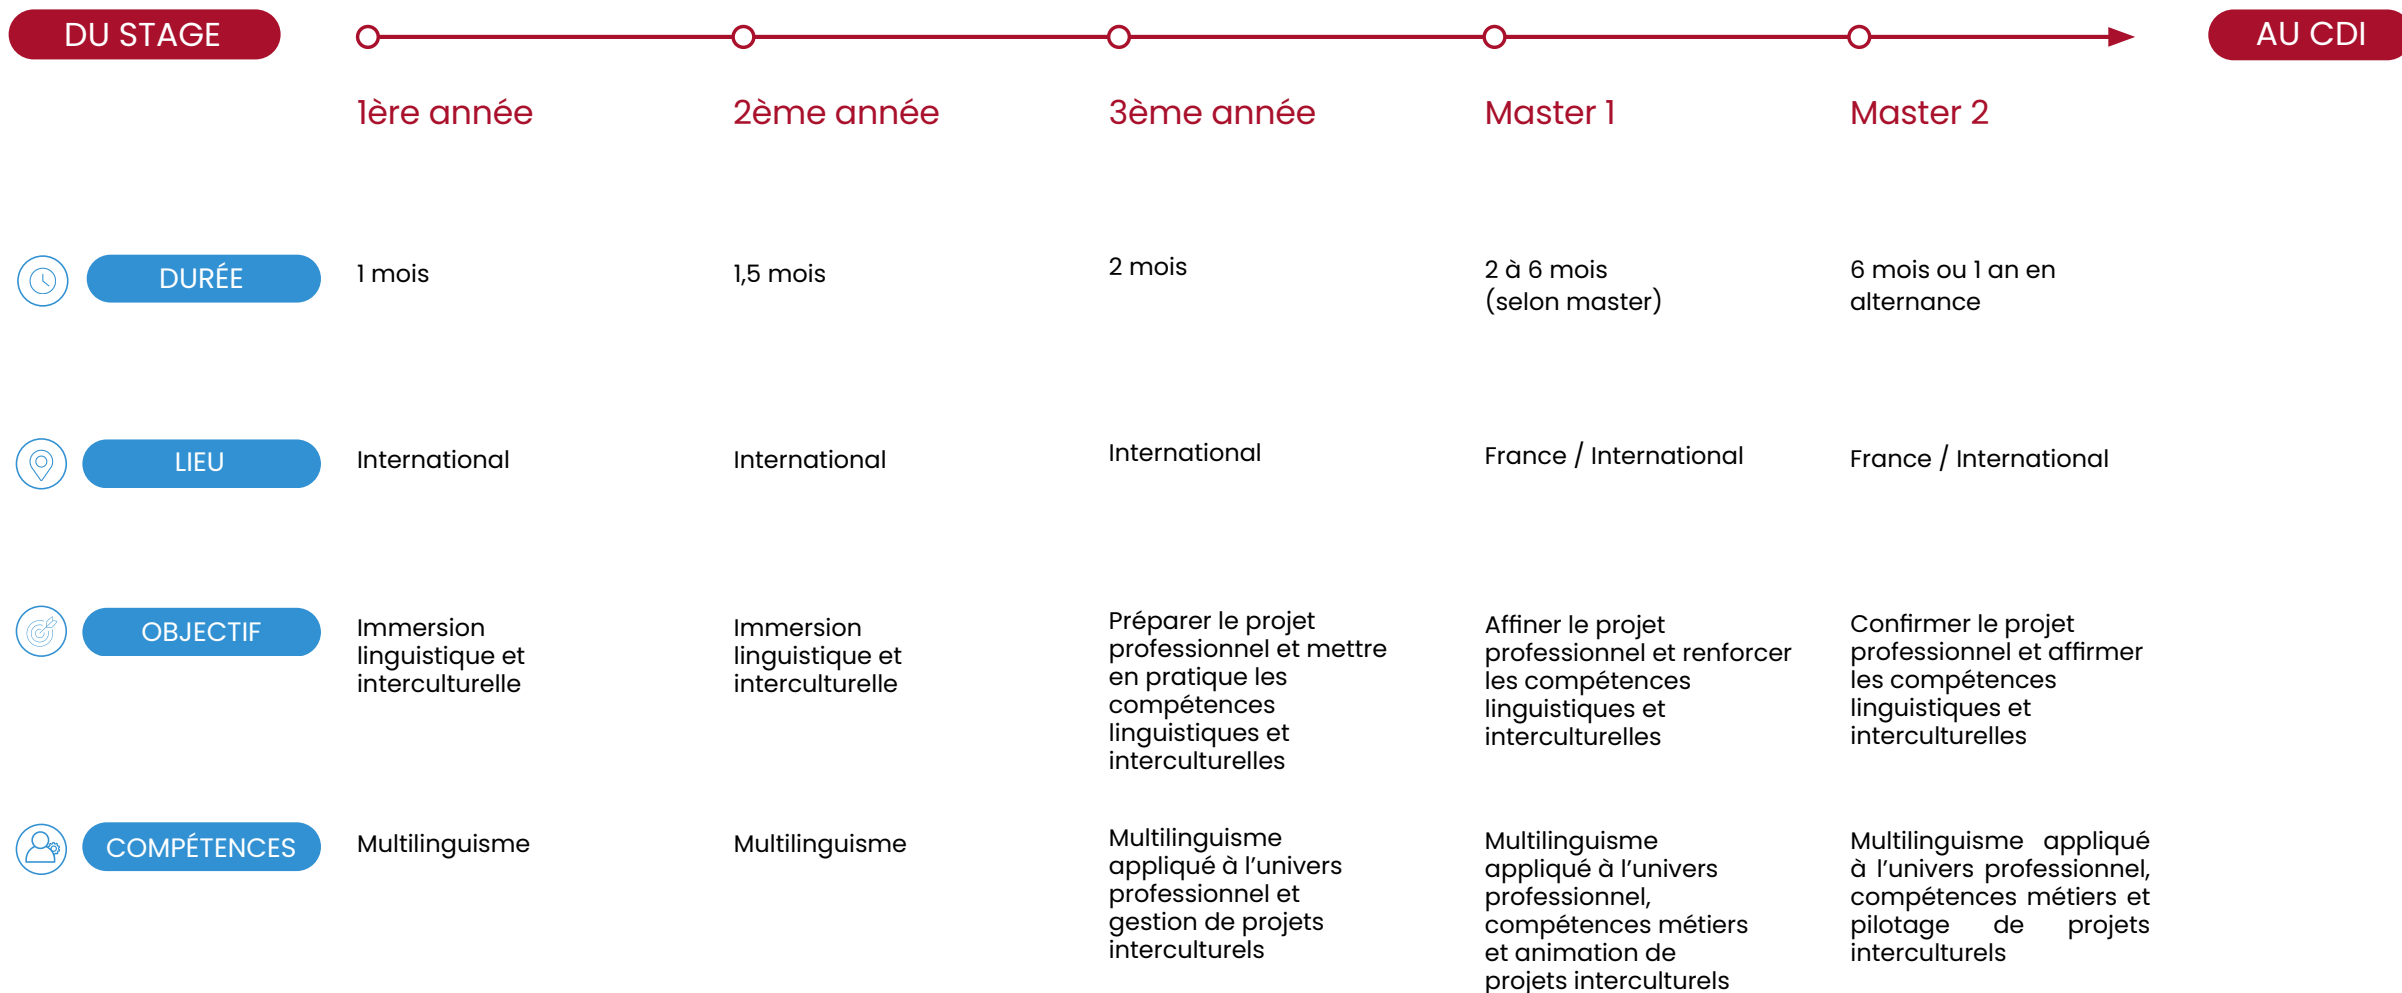 DU STAGE
AU CDI
1ère année
2ème année
3ème année
Master 1
Master 2
DURÉE
1 mois
1,5 mois
2 mois
2 à 6 mois
(selon master)
6 mois ou 1 an en
alternance
LIEU
International
International
International
France / International
France / International
OBJECTIF
Immersion
linguistique et
interculturelle
Immersion
linguistique et
interculturelle
Préparer le projet
professionnel et mettre
en pratique les
compétences
linguistiques et
interculturelles
Affiner le projet
professionnel et renforcer
les compétences
linguistiques et
interculturelles
Confirmer le projet
professionnel et affirmer
les compétences
linguistiques et
interculturelles
COMPÉTENCES
Multilinguisme
Multilinguisme
Multilinguisme
appliqué à l’univers
professionnel et
gestion de projets
interculturels
Multilinguisme
appliqué à l’univers
professionnel,
compétences métiers
et animation de
projets interculturels
Multilinguisme appliqué
à l’univers professionnel,
compétences métiers et
pilotage de projets
interculturels